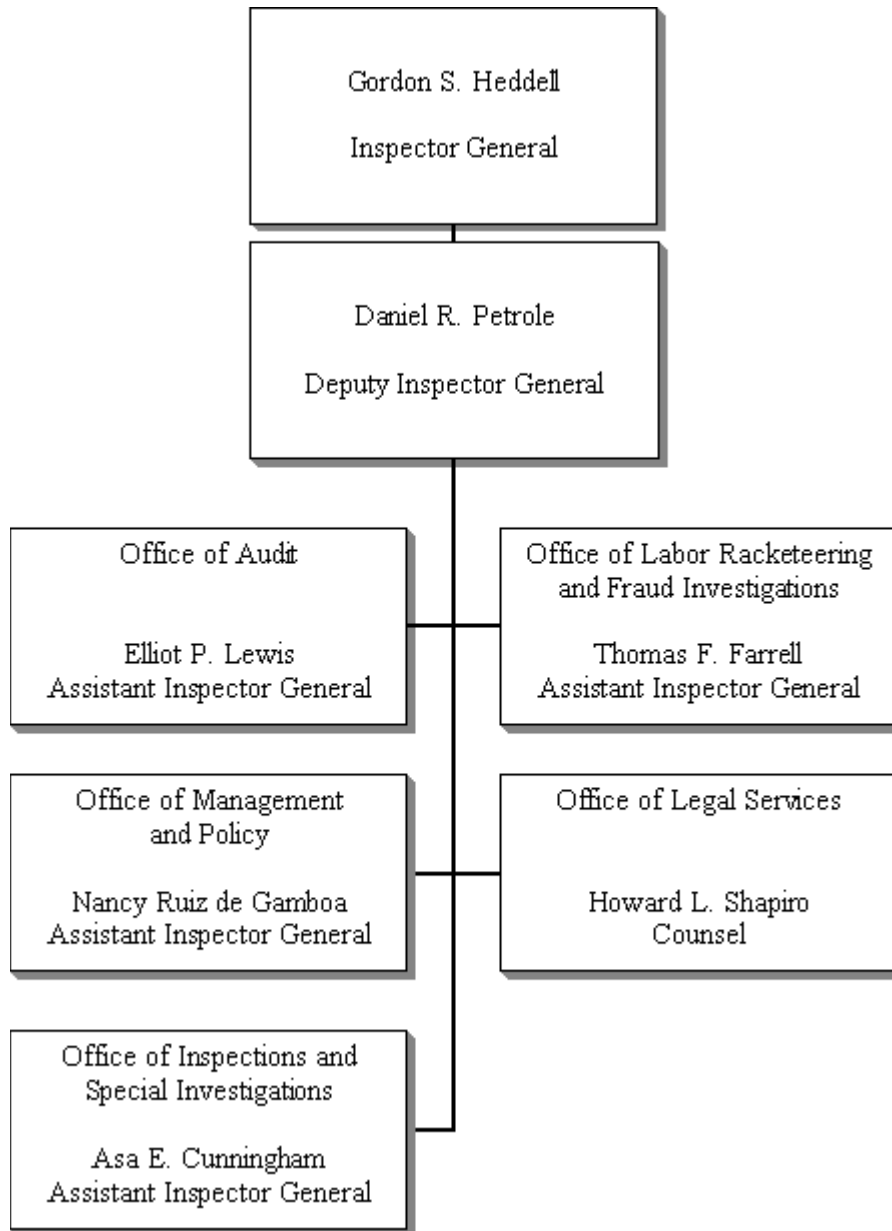 Gordon S. Heddell
Inspector General
Daniel R. Petrole
Deputy Inspector General
Office of Audit
Elliot P. Lewis
Assistant Inspector General
Office of Labor Racketeering
and Fraud Investigations
Thomas F. Farrell
Assistant Inspector General
Office of Management
and Policy
Nancy Ruiz de Gamboa
Assistant Inspector General
Office of Legal Services
Howard L. Shapiro
Counsel
Office of Inspections and
Special Investigations
Asa E. Cunningham
Assistant Inspector General